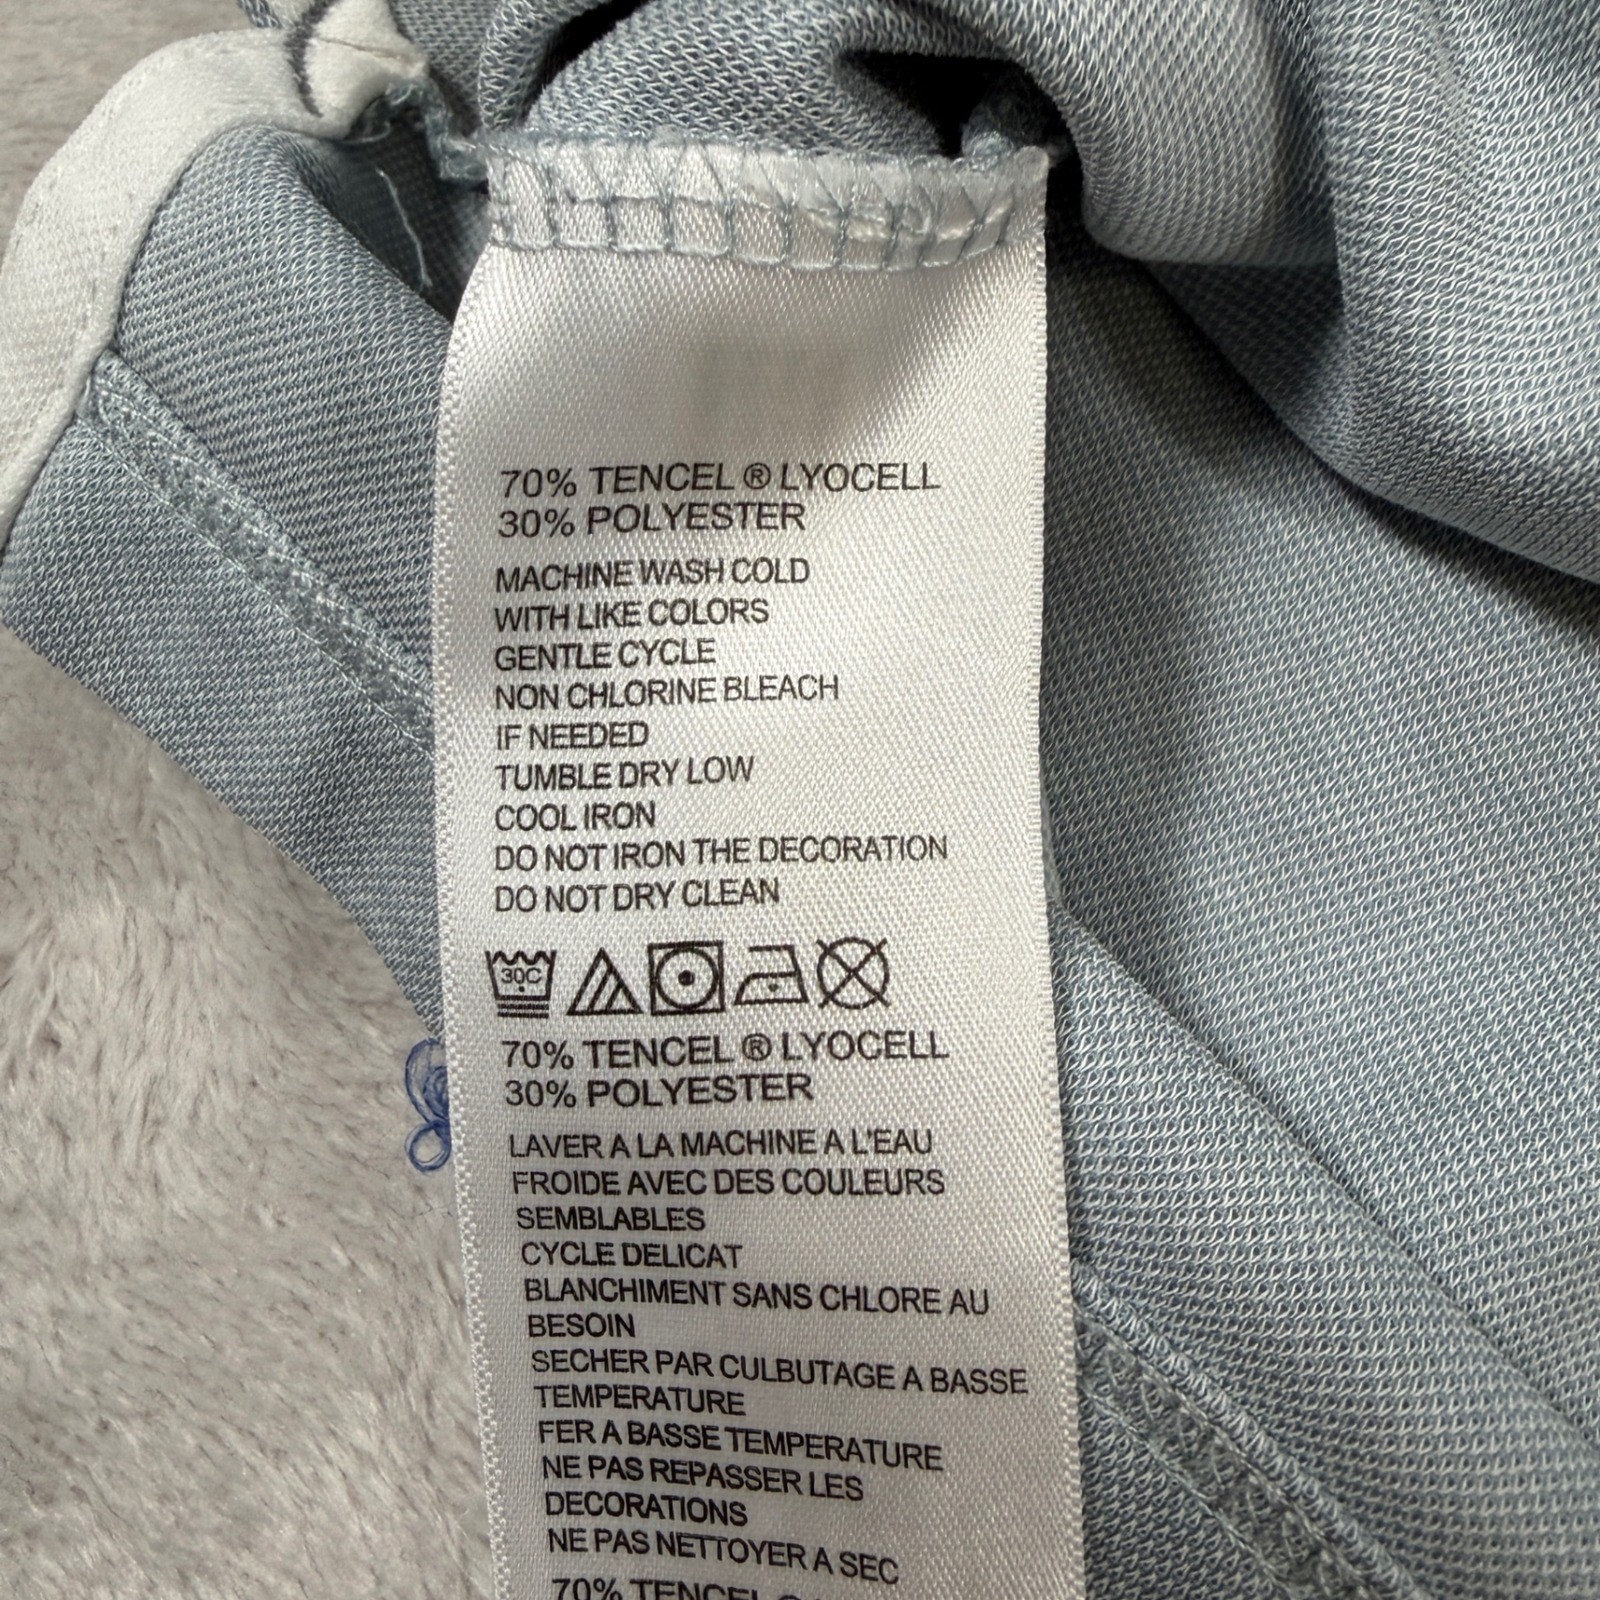 70% TENCEL ® LYOCELL
30% POLYESTER
MACHINE WASH COLD
WITH LIKE COLORS
GENTLE CYCLE
NON CHLORINE BLEACH
IF NEEDED
TUMBLE DRY LOW
COOL IRON
DO NOT IRON THE DECORATION
DO NOT DRY CLEAN
30C
70% TENCEL ® LYOCELL
30% POLYESTER
LAVER A LA MACHINE A L'EAU
FROIDE AVEC DES COULEURS
SEMBLABLES
CYCLE DELICAT
BLANCHIMENT SANS CHLORE AU
BESOIN
SECHER PAR CULBUTAGE A BASSE
TEMPERATURE
FER A BASSE TEMPERATURE
NE PAS REPASSER LES
DECORATIONS
NE PAS NETTOYER A SEC
70% TENCEL ®